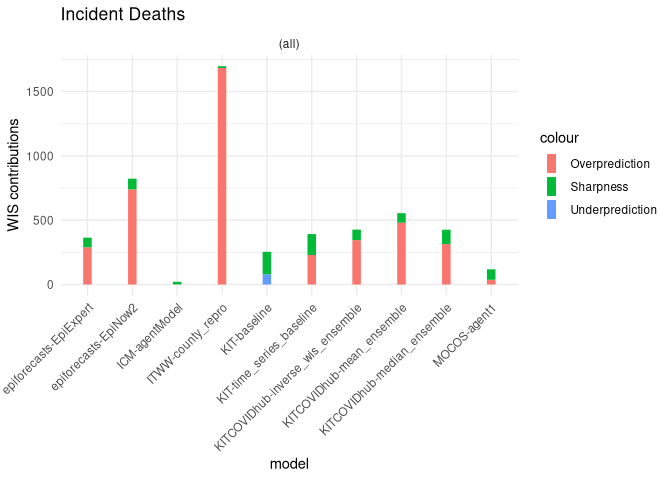 Incident Deaths
(all)
WIS contributions
1500
1000
500
0
epiforecasts-EpiExpert
epiforecasts-EpiNow2
ICM-agentModel
ITWW-county_repro
KIT-baseline
KIT-time_series_baseline
KITCOVIDhub-inverse_wis_ensemble
KITCOVIDhub-mean_ensemble
KITCOVIDhub-median_ensemble
MOCOS-agent1
model
colour
Overprediction
Sharpness
Underprediction